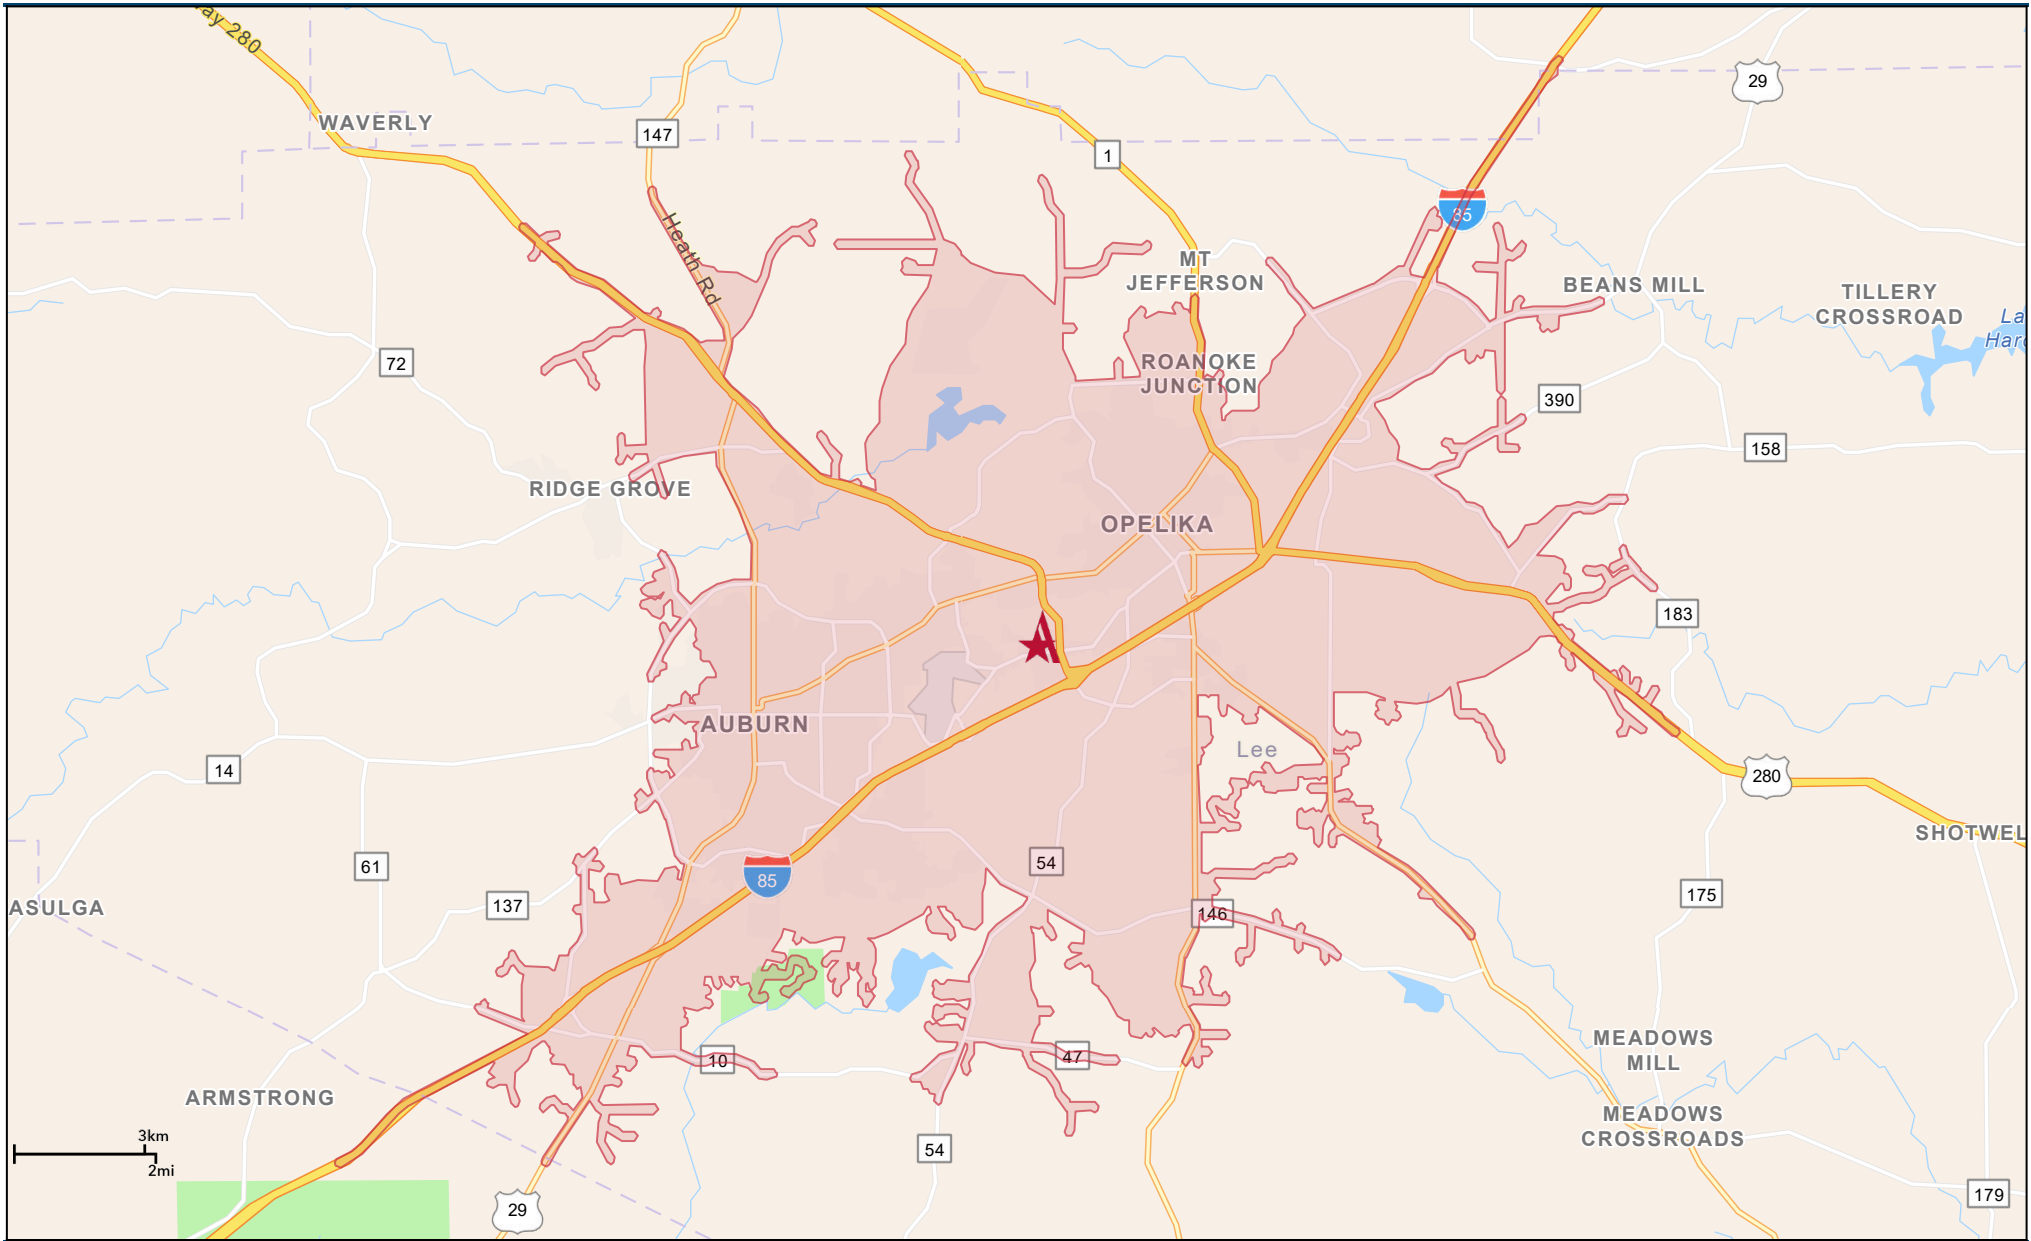 ay 280
29
WAVERLY
147
1
85
Heath Rd
MT
JEFFERSON
BEANS MILL
TILLERY
CROSSROAD
La
Har
72
ROANOKE
JUNCTION
390
158
RIDGE GROVE
OPELIKA
183
AUBURN
Lee
14
280
SHOTWEL
54
61
85
175
137
ASULGA
146
MEADOWS
MILL
10
47
ARMSTRONG
MEADOWS
CROSSROADS
3km
2mi
54
179
29